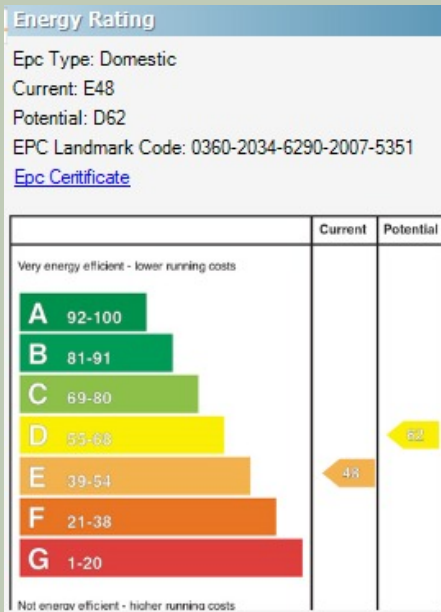 Energy Rating
Epc Type: Domestic
Current: E48
Potential: D62
EPC Landmark Code: 0360-2034-6290-2007-5351
Epc Ceritificate
Current Potential
Very energy efficient - lower running costs
A 92-100
B 81-91
C 69-80
D 55-68
62
E 39-54
48
F 21-38
G 1-20
Not energy efficient - higher running costs